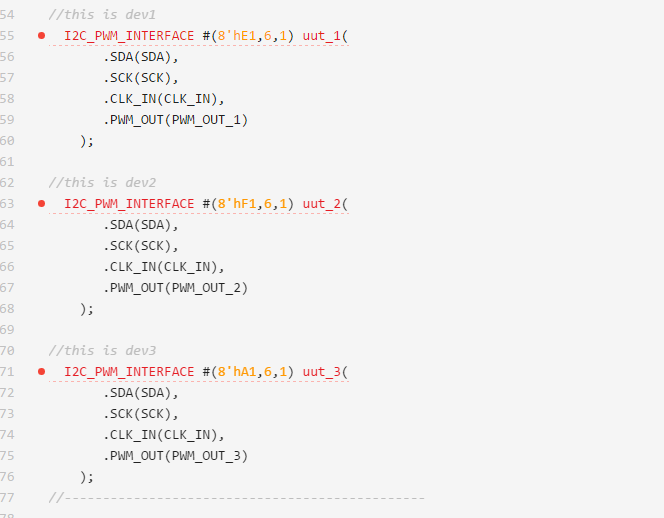 54 //this is dev1
55 I2C_PWM_INTERFACE #(8'hE1,6,1) uut_1(
56 .SDA(SDA),
57 .SCK(SCK),
58 .CLK_IN(CLK_IN),
59 .PWM_OUT(PWM_OUT_1)
60 );
61
62 //this is dev2
63 I2C_PWM_INTERFACE #(8'hF1,6,1) uut_2(
64 .SDA(SDA),
65 .SCK(SCK),
66 .CLK_IN(CLK_IN),
67 .PWM_OUT(PWM_OUT_2)
68 );
69
70 //this is dev3
71 I2C_PWM_INTERFACE #(8'hA1,6,1) uut_3(
72 .SDA(SDA),
73 .SCK(SCK),
74 .CLK_IN(CLK_IN),
75 .PWM_OUT(PWM_OUT_3)
76 );
77 //-----------------------------------------------